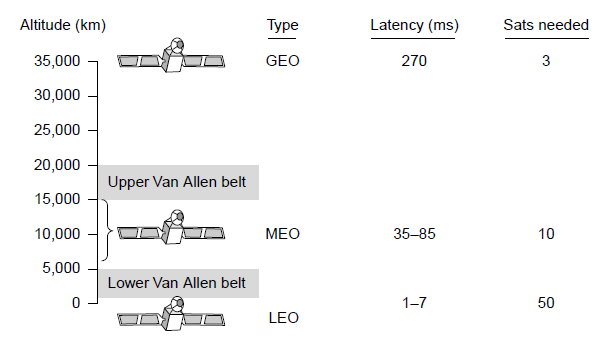 Altitude (km) Type Latency (ms) Sats needed
35,000 GEO 270 3
30,000
25,000
20,000
Upper Van Allen belt
15,000
10,000 MEO 35–85 10
5,000
Lower Van Allen belt
0 1–7 50
LEO